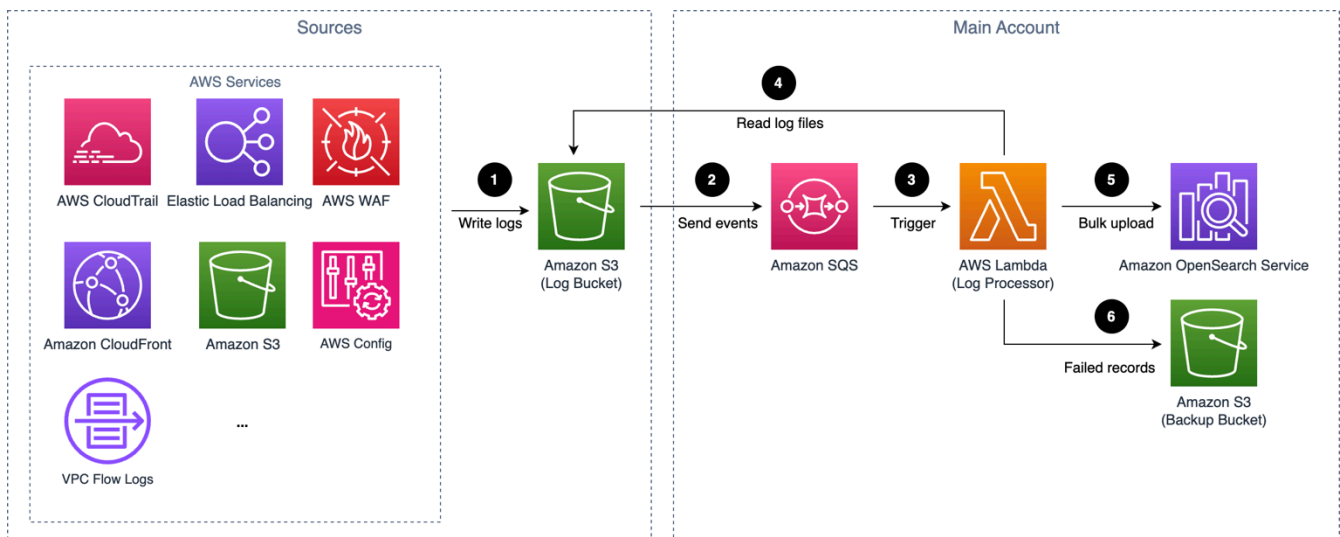 Sources
Main Account
AWS Services
AWS CloudTrail
Elastic Load Balancing
AWS WAF
Amazon CloudFront
Amazon S3
AWS Config
VPC Flow Logs
...
1
Write logs
Amazon S3
(Log Bucket)
2
Send events
Amazon SQS
3
Trigger
4
Read log files
AWS Lambda
(Log Processor)
5
Bulk upload
Amazon OpenSearch Service
6
Failed records
Amazon S3
(Backup Bucket)